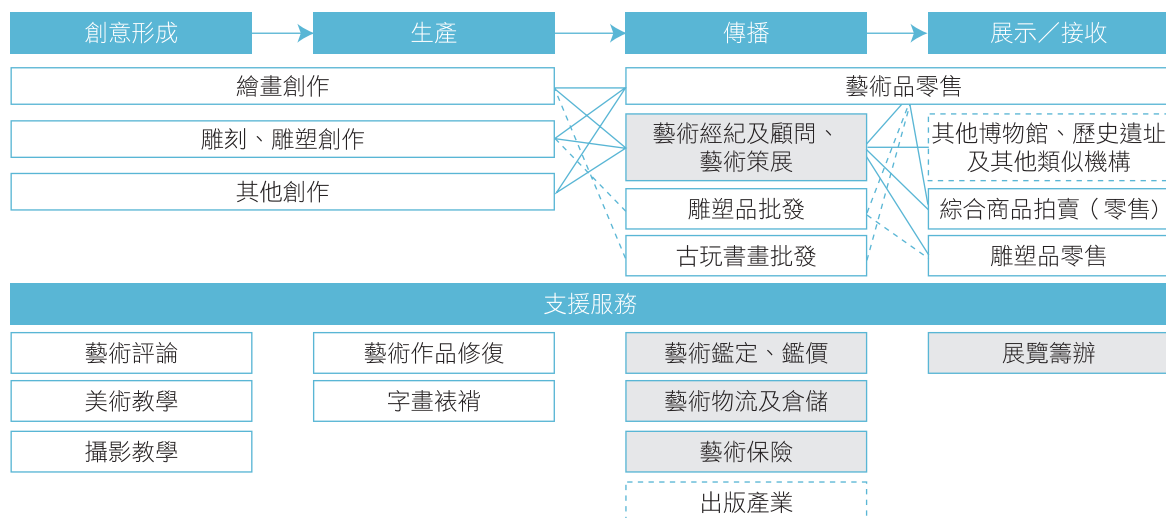 創意形成
生產
傳播
展示／接收
繪畫創作
藝術品零售
雕刻、雕塑創作
藝術經紀及顧問、
藝術策展
其他博物館、歷史遺址
及其他類似機構
其他創作
雕塑品批發
綜合商品拍賣（零售）
古玩書畫批發
雕塑品零售
支援服務
藝術評論
藝術作品修復
藝術鑑定、鑑價
展覽籌辦
美術教學
字畫裱褙
藝術物流及倉儲
攝影教學
藝術保險
出版產業